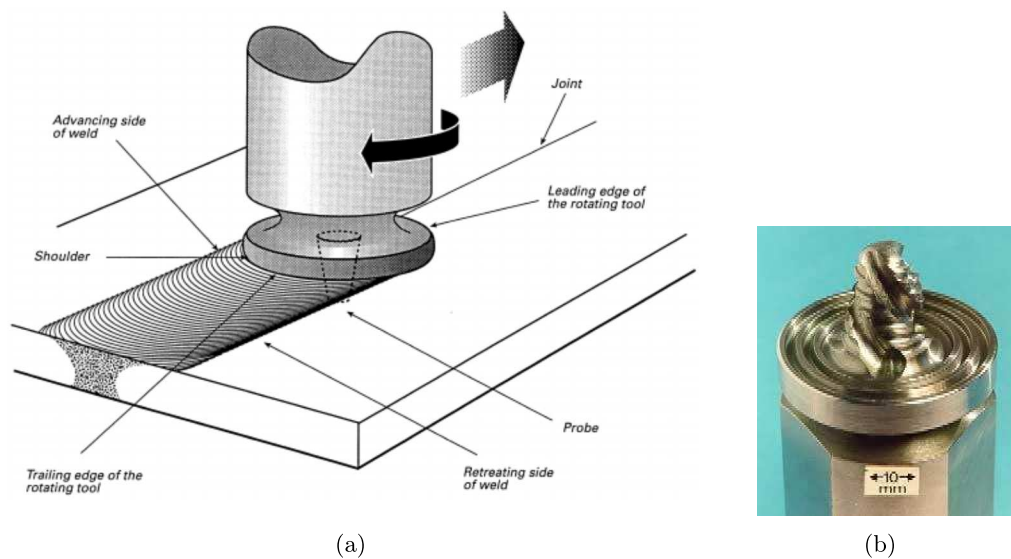 Joint
Advancing side
of weld
Leading edge of
the rotating tool
Shoulder
Probe
Trailing edge of the
rotating tool
Retreating side
of weld
10
mm
(a)
(b)